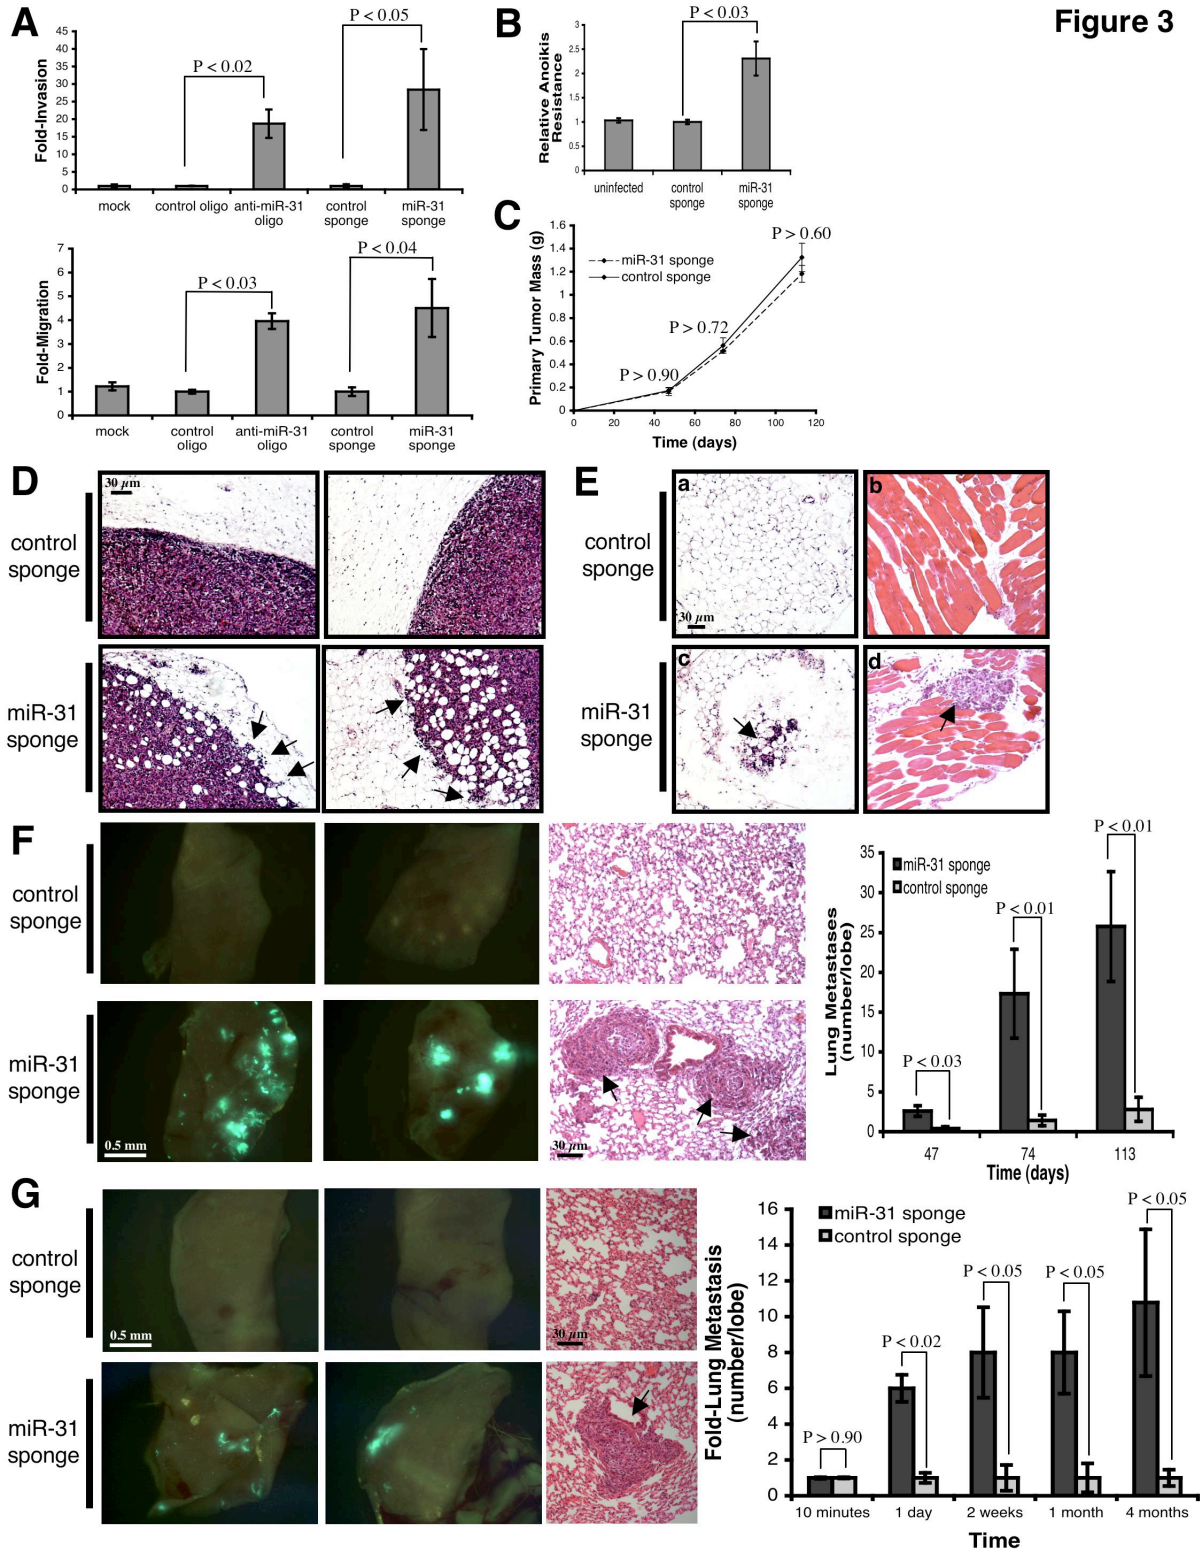 Figure 3
A
Fold-Invasion
45
40
35
30
25
20
15
10
5
0
P < 0.02
P < 0.05
mock
control oligo
anti-miR-31
oligo
control
sponge
miR-31
sponge
Fold-Migration
7
6
5
4
3
2
1
0
P < 0.03
P < 0.04
mock
control
oligo
anti-miR-31
oligo
control
sponge
miR-31
sponge
B
Relative Anoikis
Resistance
3
2.5
2
1.5
1
0.5
0
P < 0.03
uninfected
control
sponge
miR-31
sponge
C
Primary Tumor Mass (g)
1.6
1.4
1.2
1
0.8
0.6
0.4
0.2
0
miR-31 sponge
control sponge
P > 0.90
P > 0.72
P > 0.60
0
20
40
60
80
100
120
Time (days)
D
control
sponge
30 µm
miR-31
sponge
E
control
sponge
a
30 µm
b
miR-31
sponge
c
d
F
control
sponge
miR-31
sponge
0.5 mm
30 µm
Lung Metastases
(number/lobe)
35
30
25
20
15
10
5
0
miR-31 sponge
control sponge
P < 0.03
P < 0.01
P < 0.01
47
74
113
Time (days)
G
control
sponge
0.5 mm
30 µm
miR-31
sponge
Fold-Lung Metastasis
(number/lobe)
16
14
12
10
8
6
4
2
0
miR-31 sponge
control sponge
P > 0.90
P < 0.02
P < 0.05
P < 0.05
P < 0.05
10 minutes
1 day
2 weeks
1 month
4 months
Time